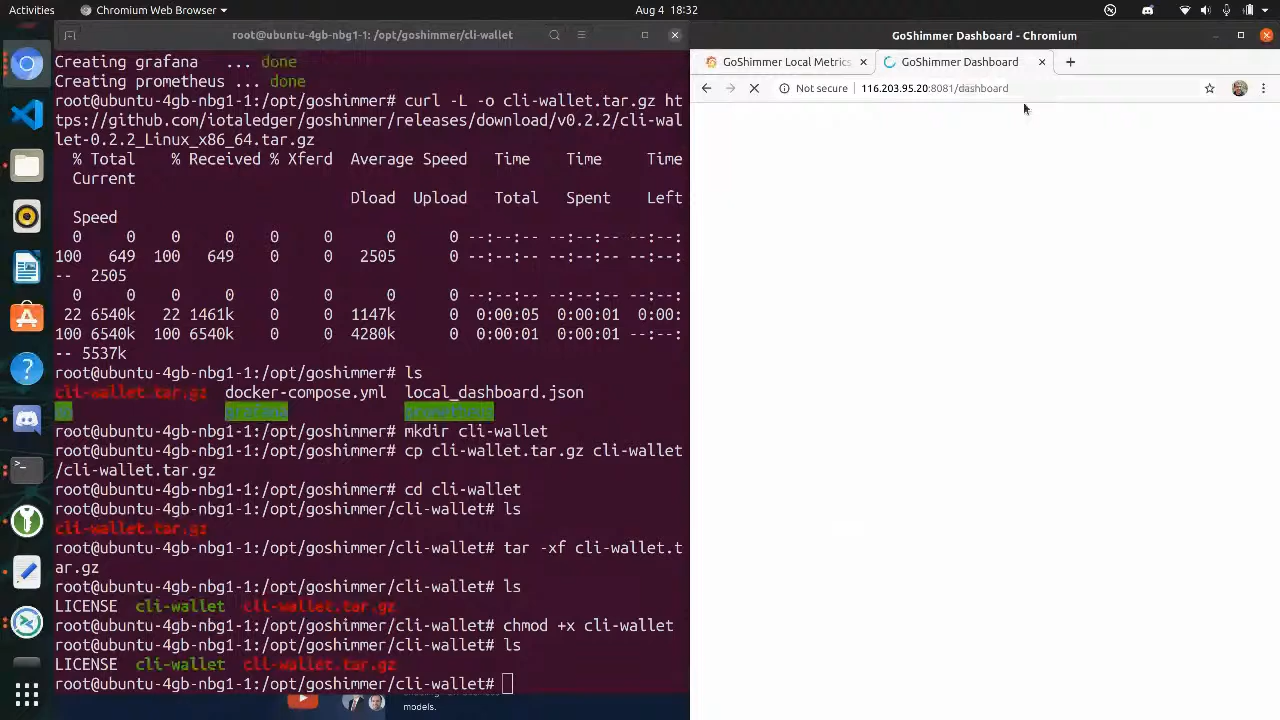 Activities
Chromium Web Browser
Aug 4 18:32
root@ubuntu-4gb-nbg1-1: /opt/goshimmer/cli-wallet
Creating grafana ... done
Creating prometheus ... done
root@ubuntu-4gb-nbg1-1:/opt/goshimmer# curl -L -o cli-wallet.tar.gz ht
tps://github.com/iotaledger/goshimmer/releases/download/v0.2.2/cli-wal
let-0.2.2_Linux_x86_64.tar.gz
% Total % Received % Xferd Average Speed Time Time Time
Current
Dload Upload Total Spent Left
Speed
0 0 0 0 0 0 0 0 --:--:-- --:--:-- --:--:
100 649 100 649 0 0 2505 0 --:--:-- --:--:-- --:--:
-- 2505
0 0 0 0 0 0 0 0 --:--:-- --:--:-- --:--:
22 6540k 22 1461k 0 0 1147k 0 0:00:05 0:00:01 0:00:
100 6540k 100 6540k 0 0 4280k 0 0:00:01 0:00:01 --:--:
-- 5537k
root@ubuntu-4gb-nbg1-1:/opt/goshimmer# ls
cli-wallet.tar.gz docker-compose.yml local_dashboard.json
grafana prometheus
root@ubuntu-4gb-nbg1-1:/opt/goshimmer# mkdir cli-wallet
root@ubuntu-4gb-nbg1-1:/opt/goshimmer# cp cli-wallet.tar.gz cli-wallet
/cli-wallet.tar.gz
root@ubuntu-4gb-nbg1-1:/opt/goshimmer# cd cli-wallet
root@ubuntu-4gb-nbg1-1:/opt/goshimmer/cli-wallet# ls
cli-wallet.tar.gz
root@ubuntu-4gb-nbg1-1:/opt/goshimmer/cli-wallet# tar -xf cli-wallet.t
ar.gz
root@ubuntu-4gb-nbg1-1:/opt/goshimmer/cli-wallet# ls
LICENSE cli-wallet cli-wallet.tar.gz
root@ubuntu-4gb-nbg1-1:/opt/goshimmer/cli-wallet# chmod +x cli-wallet
root@ubuntu-4gb-nbg1-1:/opt/goshimmer/cli-wallet# ls
LICENSE cli-wallet cli-wallet.tar.gz
root@ubuntu-4gb-nbg1-1:/opt/goshimmer/cli-wallet#
models.
GoShimmer Dashboard - Chromium
GoShimmer Local Metrics
GoShimmer Dashboard
Not secure
116.203.95.20:8081/dashboard